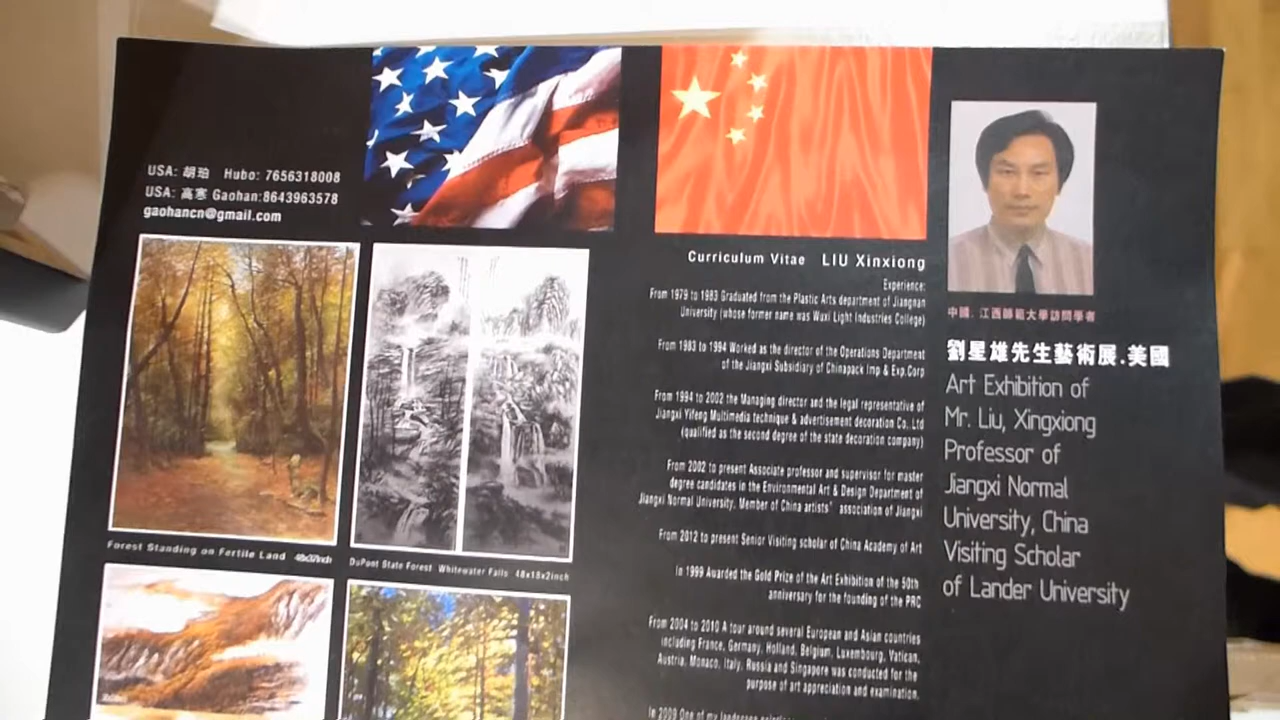 USA: 胡珀 Hubo: 7656318008
USA: 高寒 Gaohan:8643963578
gaohancn@gmail.com
Forest Standing on Fertile Land 48x37inch
DuPont State Forest Whitewater Falls 48x18x2inch
Curriculum Vitae LIU Xinxiong
Experience:
From 1979 to 1983 Graduated from the Plastic Arts department of Jiangnan
University (whose former name was Wuxi Light Industries College)
From 1983 to 1994 Worked as the director of the Operations Department
of the Jiangxi Subsidiary of Chinapack Imp & Exp.Corp
From 1994 to 2002 the Managing director and the legal representative of
Jiangxi Yifeng Multimedia technique & advertisement decoration Co. Ltd
(qualified as the second degree of the state decoration company)
From 2002 to present Associate professor and supervisor for master
degree candidates in the Environmental Art & Design Department of
Jiangxi Normal University, Member of China artists' association of Jiangxi
From 2012 to present Senior Visiting scholar of China Academy of Art
In 1999 Awarded the Gold Prize of the Art Exhibition of the 50th
anniversary for the founding of the PRC
From 2004 to 2010 A tour around several European and Asian countries
including France, Germany, Holland, Belgium, Luxembourg, Vatican,
Austria, Monaco, Italy, Russia and Singapore was conducted for the
purpose of art appreciation and examination.
In 2009 One of my landscape
中國. 江西師範大學訪問學者
劉星雄先生藝術展.美國
Art Exhibition of
Mr. Liu, Xingxiong
Professor of
Jiangxi Normal
University, China
Visiting Scholar
of Lander University